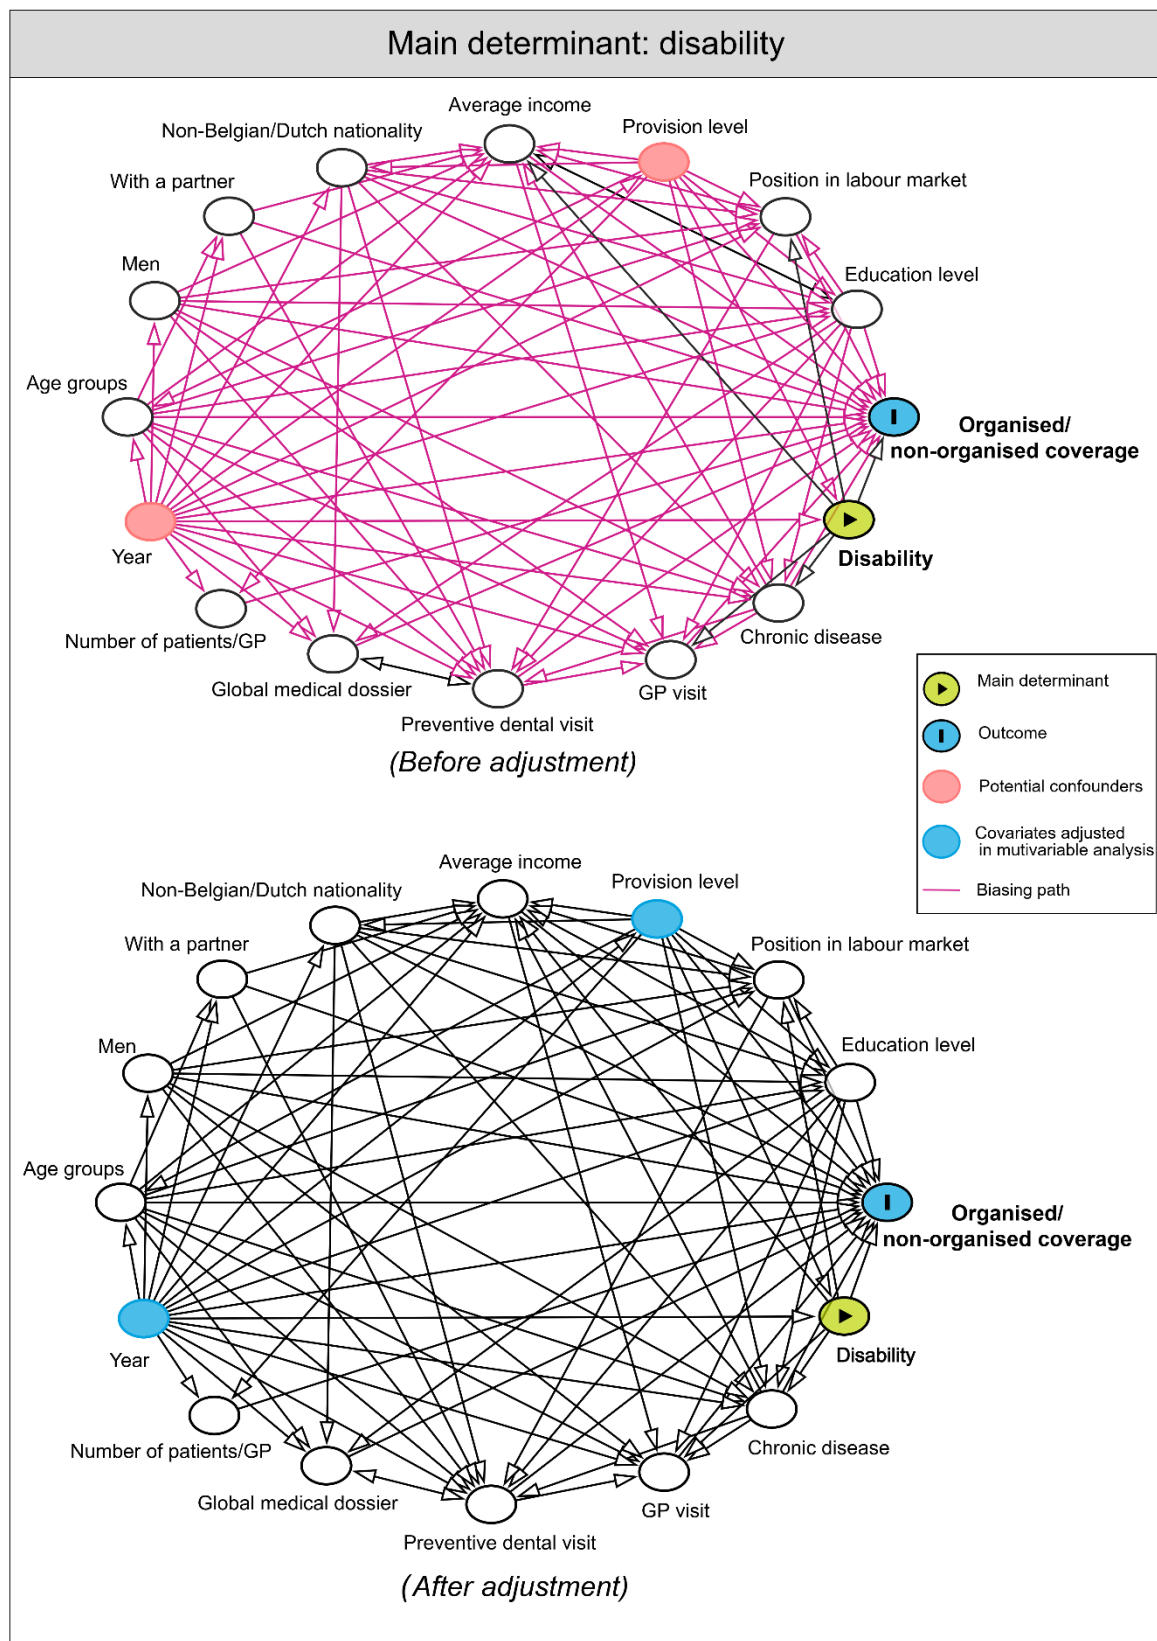 Main determinant: disability
Average income
Provision level
Non-Belgian/Dutch nationality
With a partner
Position in labour market
Men
Education level
Age groups
Organised/
non-organised coverage
Year
Disability
Number of patients/GP
Chronic disease
Global medical dossier
GP visit
Preventive dental visit
(Before adjustment)
Main determinant
Outcome
Potential confounders
Covariates adjusted
in mutivariable analysis
Biasing path
Average income
Provision level
Non-Belgian/Dutch nationality
With a partner
Position in labour market
Men
Education level
Age groups
Organised/
non-organised coverage
Year
Disability
Number of patients/GP
Chronic disease
Global medical dossier
GP visit
Preventive dental visit
(After adjustment)